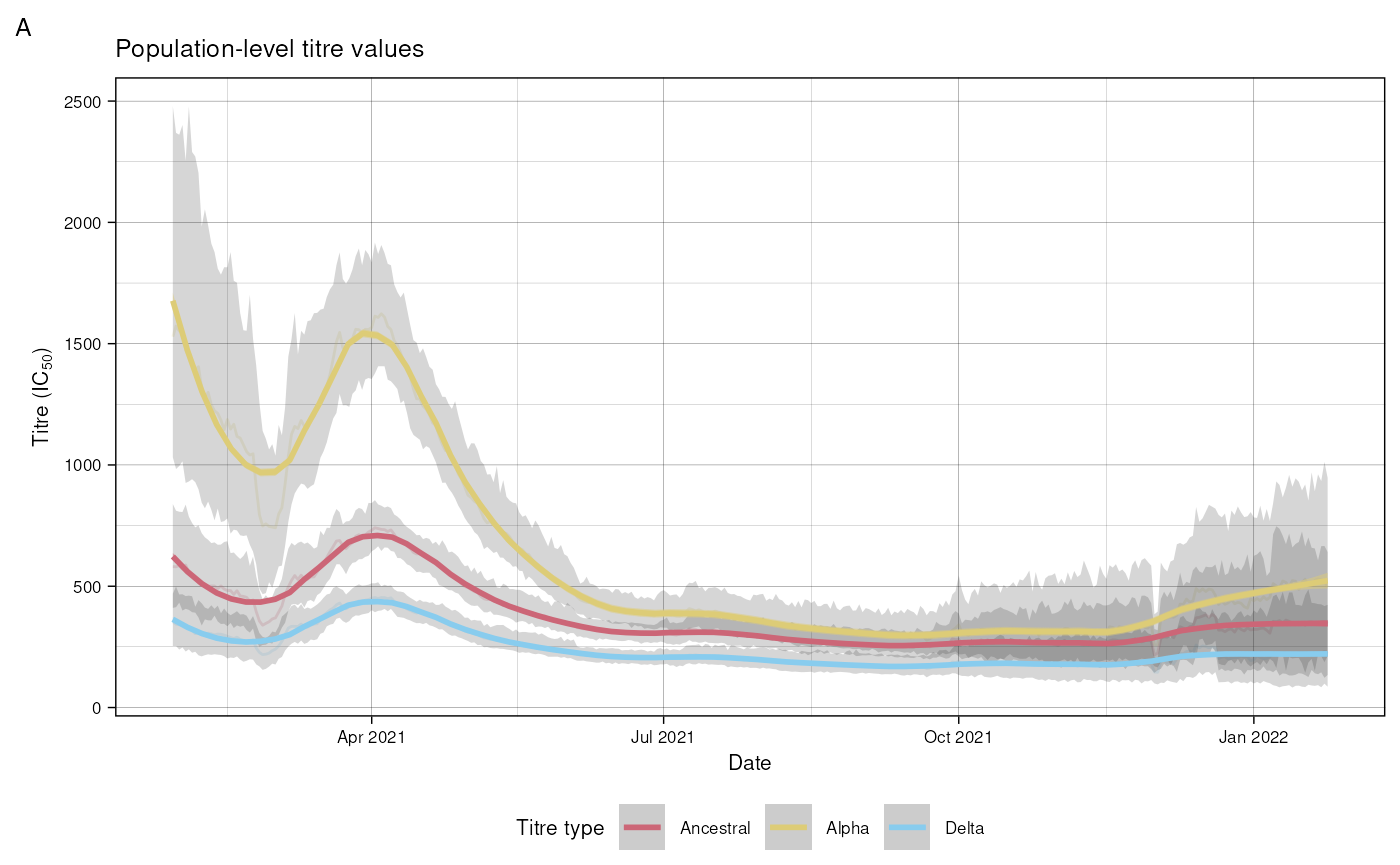 A
Population-level titre values
2500
2000
1500
1000
500
0
Titre (IC₅₀)
Apr 2021 Jul 2021 Oct 2021 Jan 2022
Date
Titre type Ancestral Alpha Delta